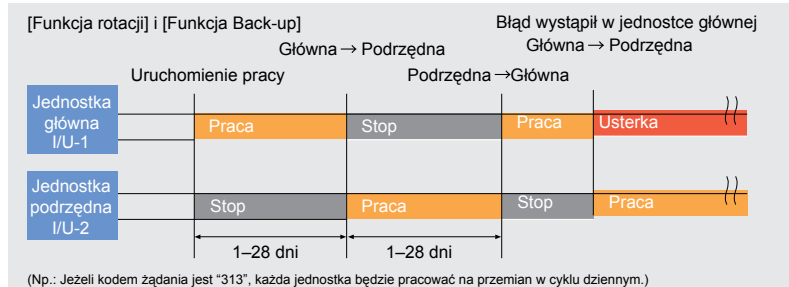 [Funkcja rotacji] i [Funkcja Back-up]
Błąd wystąpił w jednostce głównej
Główna → Podrzędna
Główna → Podrzędna
Uruchomienie pracy
Podrzędna →Główna
Jednostka
główna
I/U-1
Praca
Stop
Praca
Usterka
Jednostka
podrzędna
I/U-2
Stop
Praca
Stop
Praca
1–28 dni
1–28 dni
(Np.: Jeżeli kodem żądania jest “313”, każda jednostka będzie pracować na przemian w cyklu dziennym.)